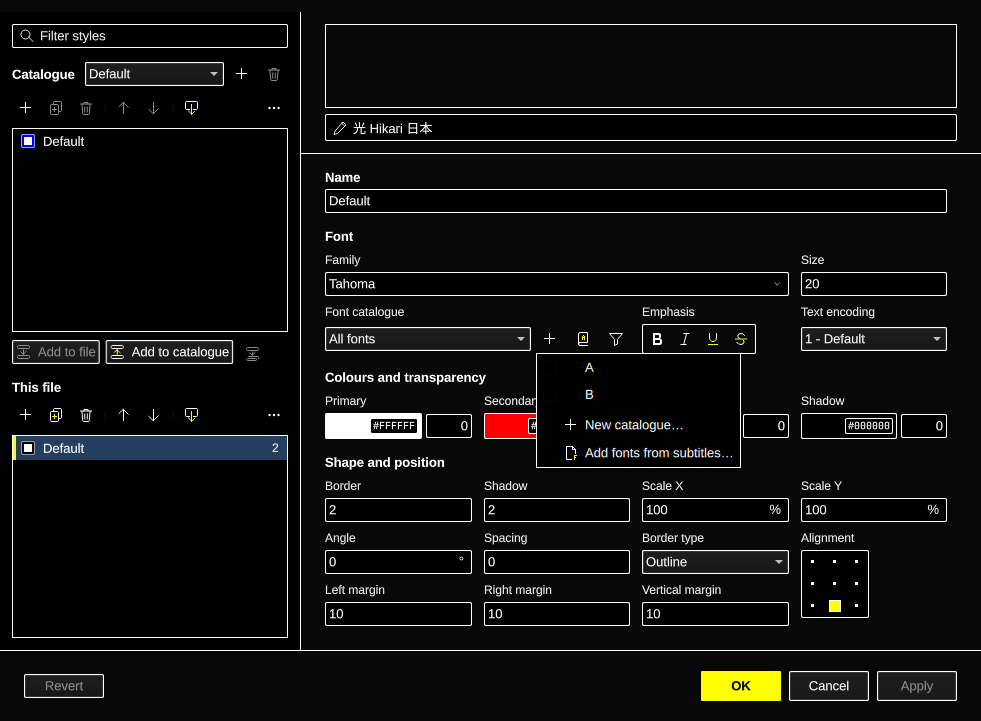 Filter styles
Catalogue
Default
Default
Add to file
Add to catalogue
This file
Default 2
光 Hikari 日本
Name
Default
Font
Family
Size
Tahoma
20
Font catalogue
Emphasis
Text encoding
All fonts
B I U S
1 - Default
A
B
New catalogue…
Add fonts from subtitles…
Colours and transparency
Primary
Secondar
Shadow
#FFFFFF
0
#
0
#000000
0
Shape and position
Border
Shadow
Scale X
Scale Y
2
2
100 %
100 %
Angle
Spacing
Border type
Alignment
0 °
0
Outline
Left margin
Right margin
Vertical margin
10
10
10
Revert
OK
Cancel
Apply